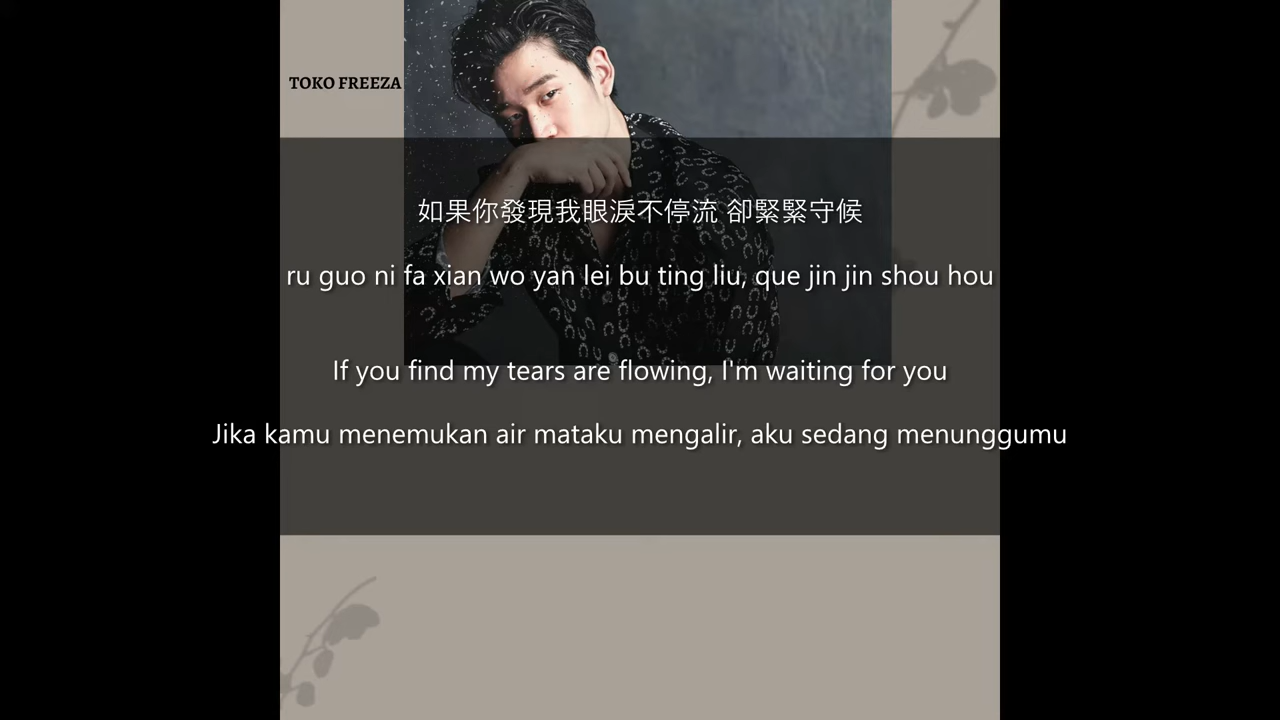 TOKO FREEZA
如果你發現我眼淚不停流 卻緊緊守候
ru guo ni fa xian wo yan lei bu ting liu, que jin jin shou hou
If you find my tears are flowing, I'm waiting for you
Jika kamu menemukan air mataku mengalir, aku sedang menunggumu